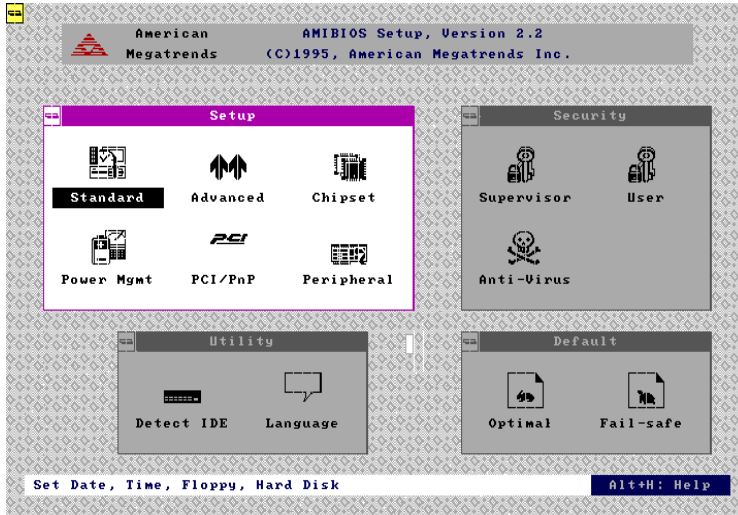 American AMIBIOS Setup, Version 2.2
Megatrends (C)1995, American Megatrends Inc.
Setup
Standard Advanced Chipset
Power Mgmt PCI PCI/PnP Peripheral
Security
Supervisor User
Anti-Virus
Utility
Detect IDE Language
Default
Optimal Fail-safe
Set Date, Time, Floppy, Hard Disk Alt+H: Help